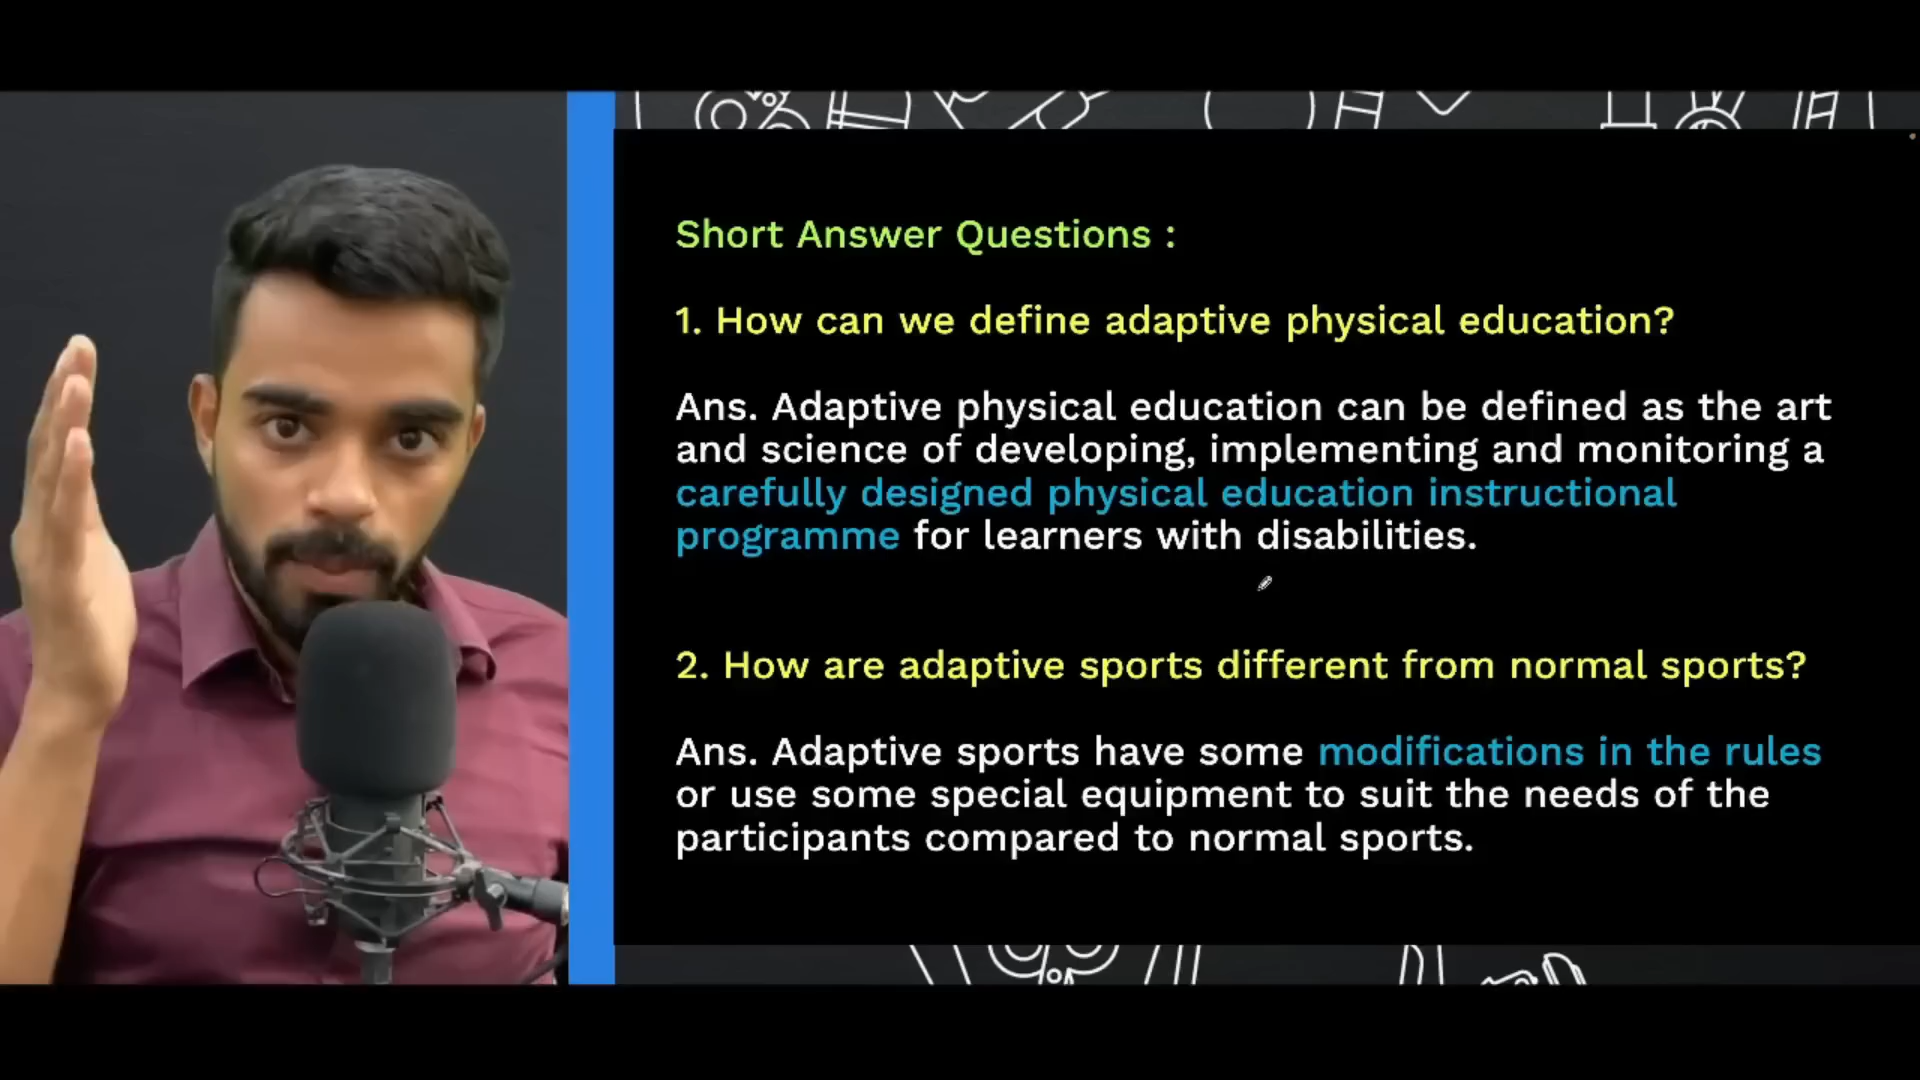 Short Answer Questions :
1. How can we define adaptive physical education?
Ans. Adaptive physical education can be defined as the art
and science of developing, implementing and monitoring a
carefully designed physical education instructional
programme for learners with disabilities.
2. How are adaptive sports different from normal sports?
Ans. Adaptive sports have some modifications in the rules
or use some special equipment to suit the needs of the
participants compared to normal sports.